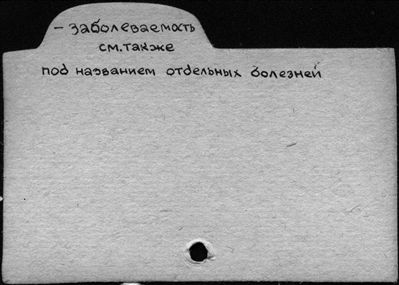 - заболеваемость
см. также
под названием отдельных болезней